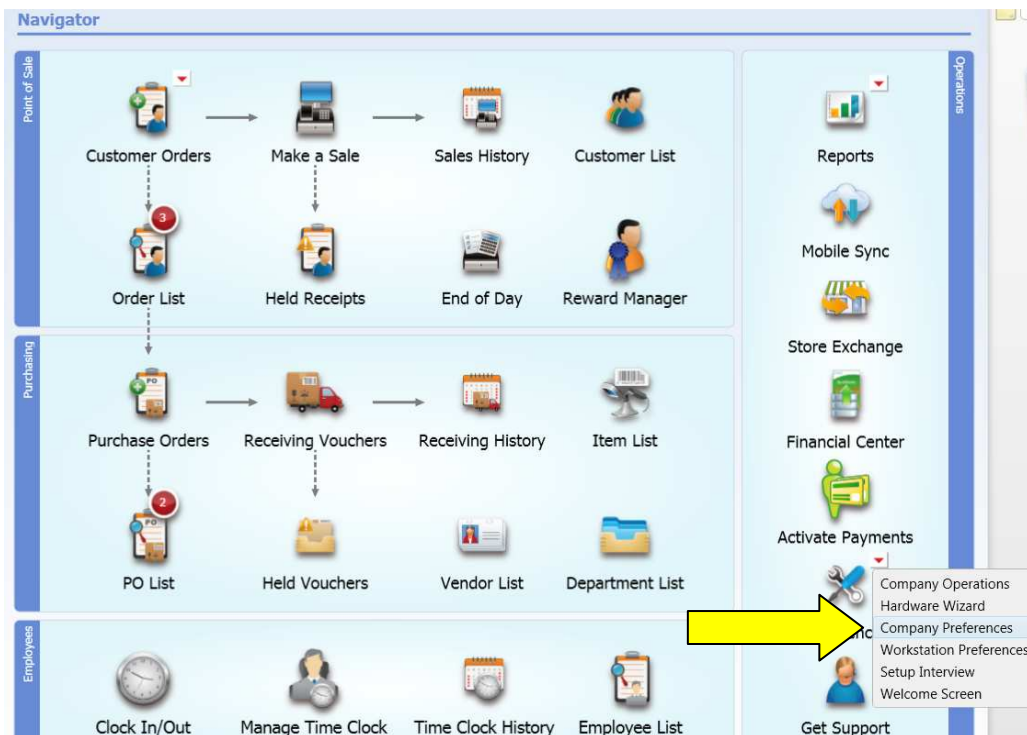 Navigator
Point of Sale
Customer Orders
Make a Sale
Sales History
Customer List
3
Order List
Held Receipts
End of Day
Reward Manager
Purchasing
PO
Purchase Orders
Receiving Vouchers
Receiving History
Item List
2
PO
PO List
Held Vouchers
Vendor List
Department List
Employees
Clock In/Out
Manage Time Clock
Time Clock History
Employee List
Operations
Reports
Mobile Sync
Store Exchange
Financial Center
Activate Payments
Company Operations
Hardware Wizard
Company Preferences
Workstation Preferences
Setup Interview
Welcome Screen
Get Support